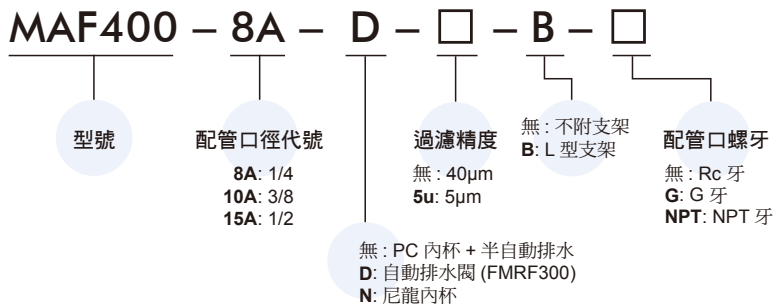 MAF400 – 8A – D – □ – B – □
型號
配管口徑代號
8A: 1/4
10A: 3/8
15A: 1/2
無 : PC 內杯 + 半自動排水
D: 自動排水閥 (FMRF300)
N: 尼龍內杯
過濾精度
無 : 40μm
5u: 5μm
無 : 不附支架
B: L 型支架
配管口螺牙
無 : Rc 牙
G: G 牙
NPT: NPT 牙